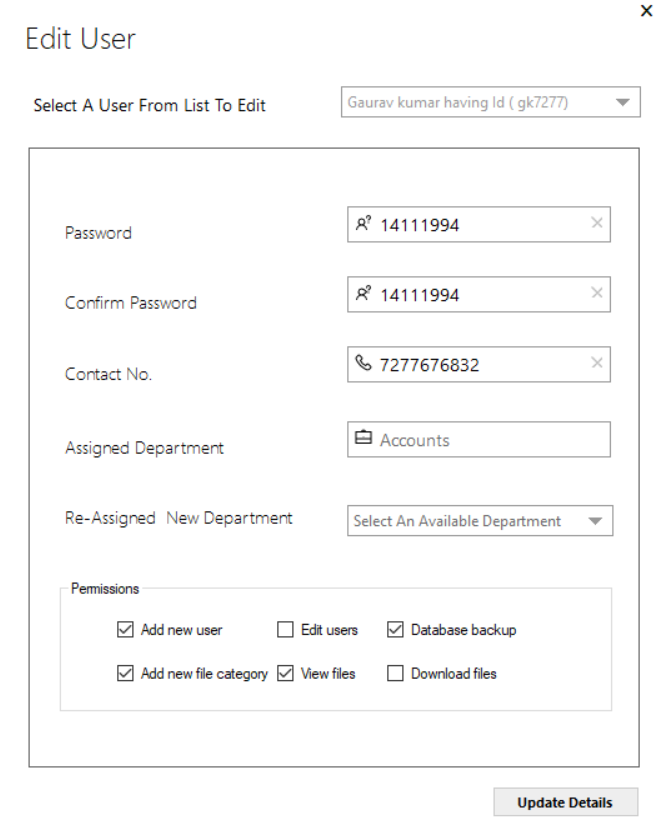 Edit User
Select A User From List To Edit
Gaurav kumar having Id ( gk7277)
Password
14111994
Confirm Password
14111994
Contact No.
7277676832
Assigned Department
Accounts
Re-Assigned New Department
Select An Available Department
Permissions
Add new user Edit users Database backup
Add new file category View files Download files
Update Details